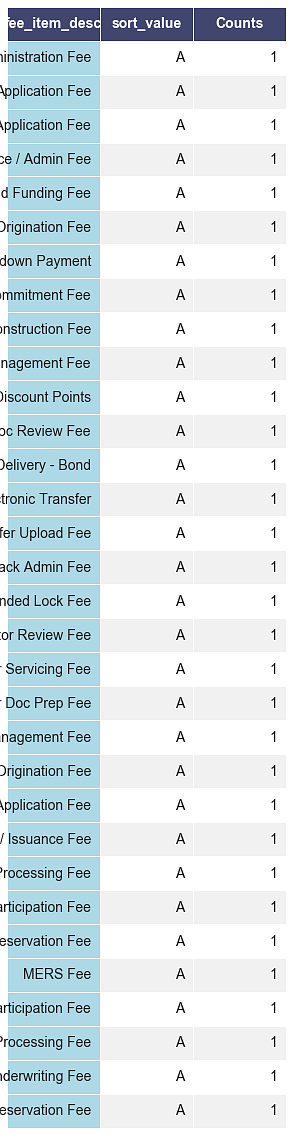 fee_item_desc sort_value Counts
ministration Fee A 1
Application Fee A 1
Application Fee A 1
ce / Admin Fee A 1
d Funding Fee A 1
Origination Fee A 1
down Payment A 1
ommitment Fee A 1
onstruction Fee A 1
nagement Fee A 1
Discount Points A 1
oc Review Fee A 1
Delivery - Bond A 1
ctronic Transfer A 1
fer Upload Fee A 1
ack Admin Fee A 1
nded Lock Fee A 1
tor Review Fee A 1
r Servicing Fee A 1
r Doc Prep Fee A 1
anagement Fee A 1
Origination Fee A 1
Application Fee A 1
/ Issuance Fee A 1
Processing Fee A 1
articipation Fee A 1
eservation Fee A 1
MERS Fee A 1
articipation Fee A 1
Processing Fee A 1
nderwriting Fee A 1
eservation Fee A 1